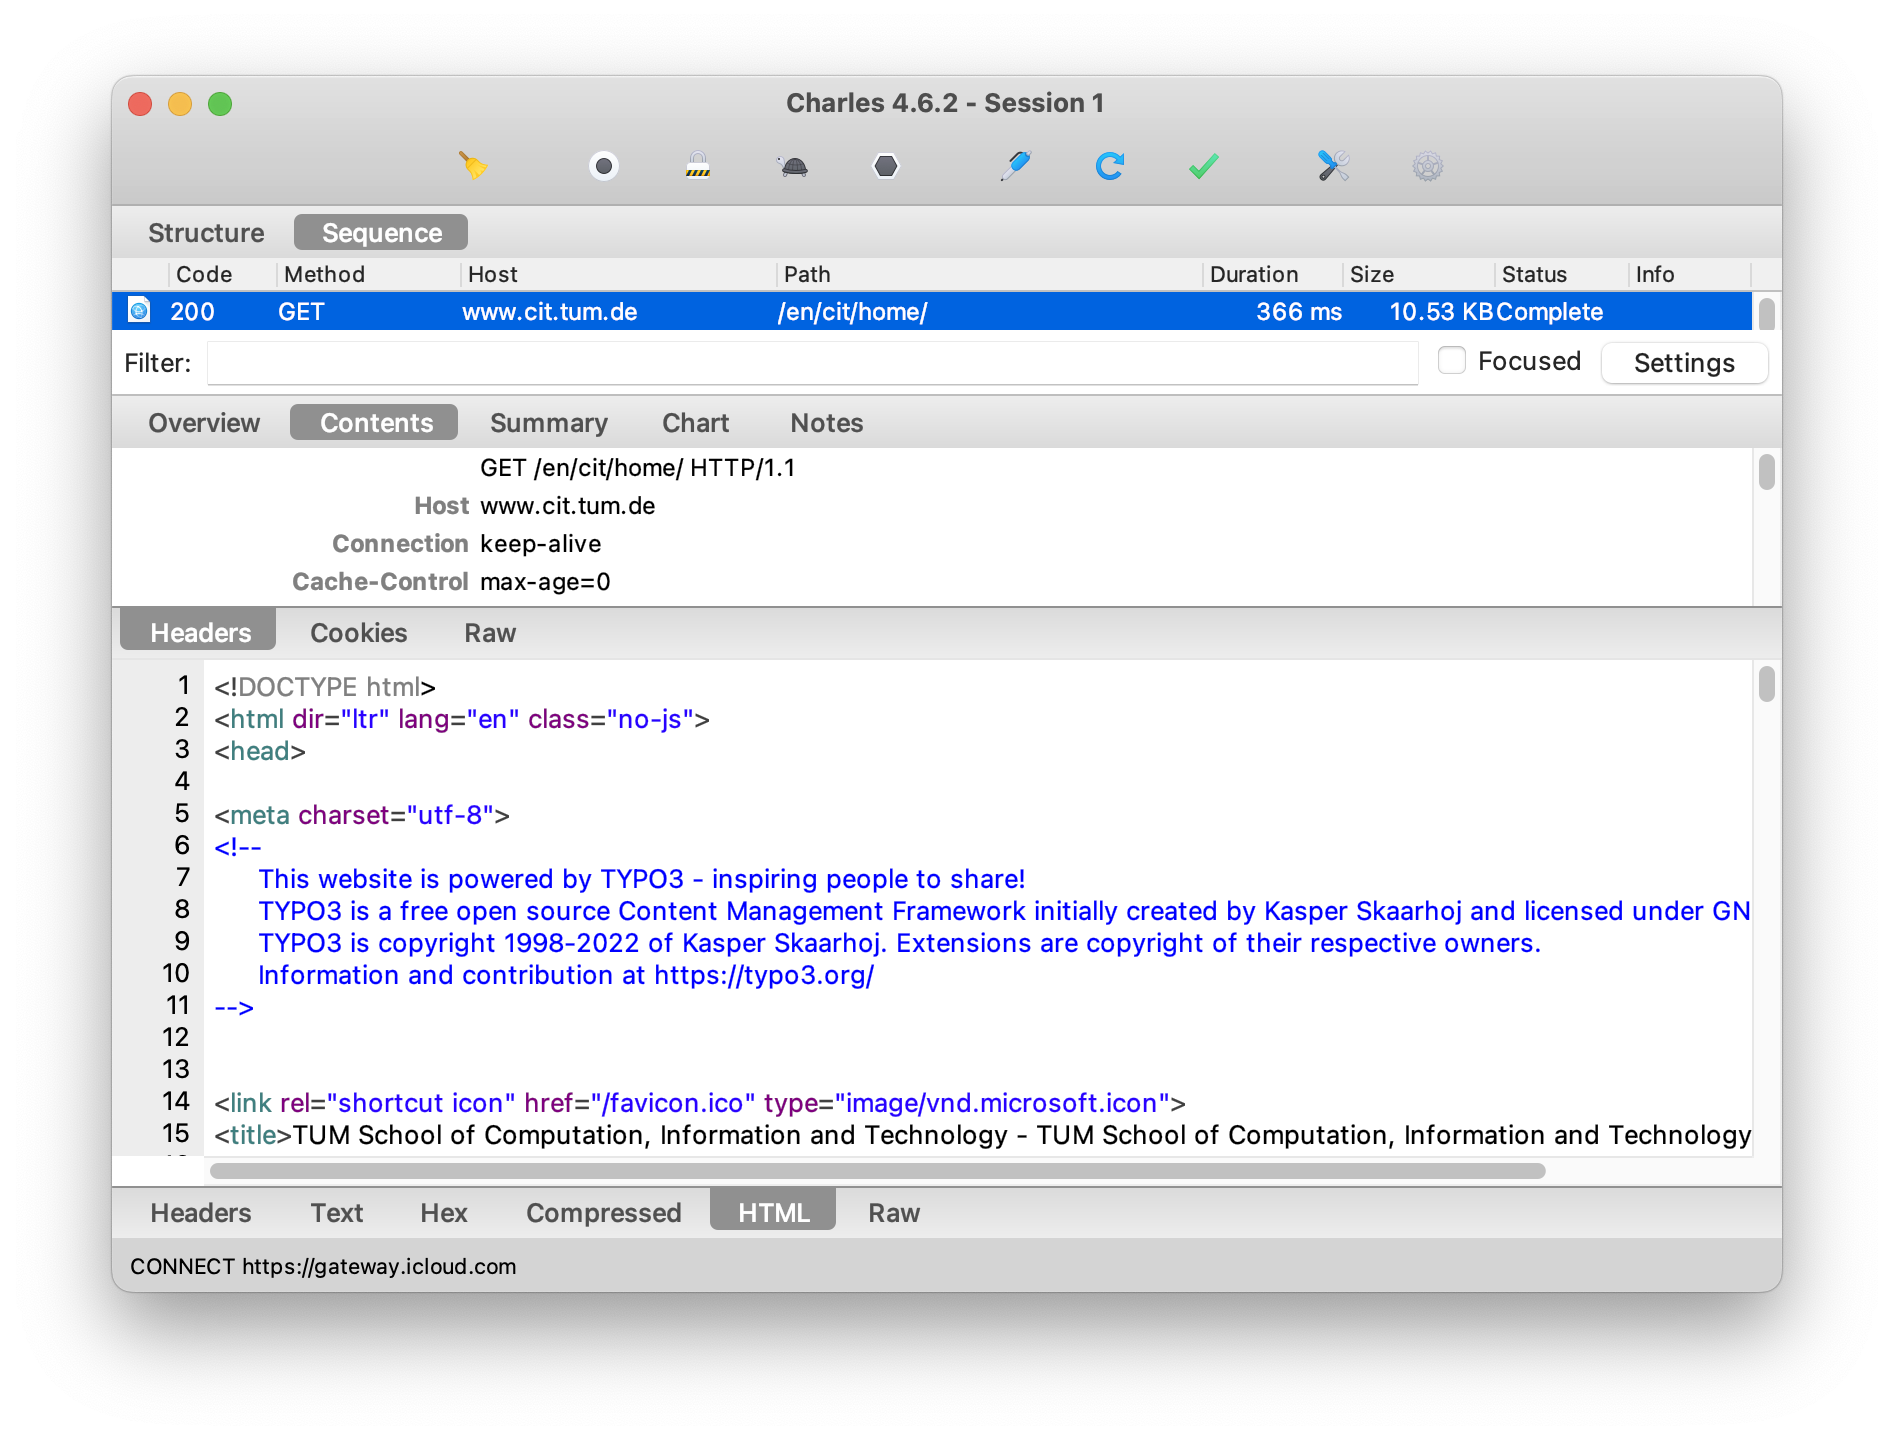 Charles 4.6.2 - Session 1
Structure Sequence
Code Method Host Path Duration Size Status Info
200 GET www.cit.tum.de /en/cit/home/ 366 ms 10.53 KB Complete
Filter: Focused Settings
Overview Contents Summary Chart Notes
GET /en/cit/home/ HTTP/1.1
Host www.cit.tum.de
Connection keep-alive
Cache-Control max-age=0
Headers Cookies Raw
1 <!DOCTYPE html>
2 <html dir="ltr" lang="en" class="no-js">
3 <head>
4
5 <meta charset="utf-8">
6 <!--
7 This website is powered by TYPO3 - inspiring people to share!
8 TYPO3 is a free open source Content Management Framework initially created by Kasper Skaarhoj and licensed under GN
9 TYPO3 is copyright 1998-2022 of Kasper Skaarhoj. Extensions are copyright of their respective owners.
10 Information and contribution at https://typo3.org/
11 -->
12
13
14 <link rel="shortcut icon" href="/favicon.ico" type="image/vnd.microsoft.icon">
15 <title>TUM School of Computation, Information and Technology - TUM School of Computation, Information and Technology
Headers Text Hex Compressed HTML Raw
CONNECT https://gateway.icloud.com